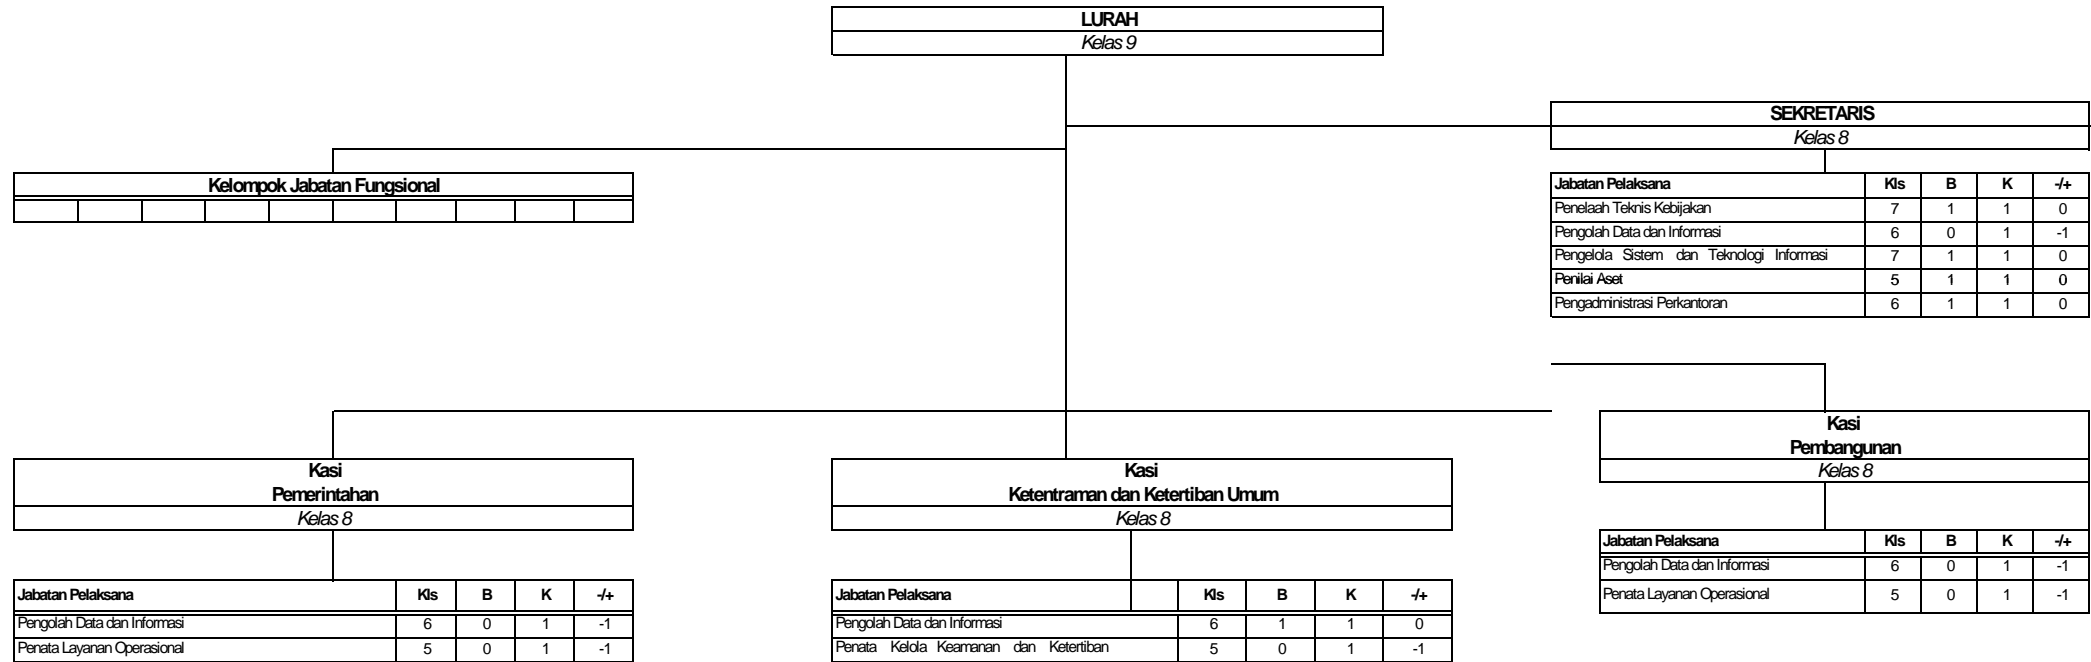 LURAH
Kelas 9
SEKRETARIS
Kelas 8
Kelompok Jabatan Fungsional
Jabatan Pelaksana Kls B K -/+
Penelaah Teknis Kebijakan 7 1 1 0
Pengolah Data dan Informasi 6 0 1 -1
Pengelola Sistem dan Teknologi Informasi 7 1 1 0
Penilai Aset 5 1 1 0
Pengadministrasi Perkantoran 6 1 1 0
Kasi
Pemerintahan
Kelas 8
Jabatan Pelaksana Kls B K -/+
Pengolah Data dan Informasi 6 0 1 -1
Penata Layanan Operasional 5 0 1 -1
Kasi
Ketentraman dan Ketertiban Umum
Kelas 8
Jabatan Pelaksana Kls B K -/+
Pengolah Data dan Informasi 6 1 1 0
Penata Kelola Keamanan dan Ketertiban 5 0 1 -1
Kasi
Pembangunan
Kelas 8
Jabatan Pelaksana Kls B K -/+
Pengolah Data dan Informasi 6 0 1 -1
Penata Layanan Operasional 5 0 1 -1